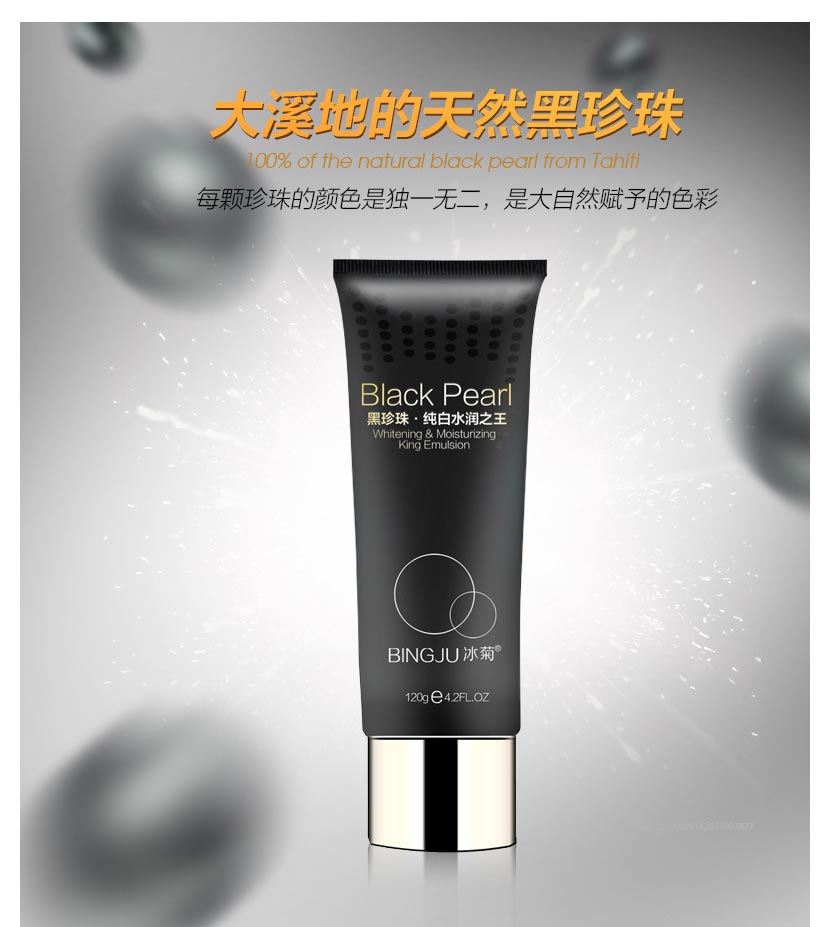 大溪地的天然黑珍珠
100% of the natural black pearl from Tahiti
每颗珍珠的颜色是独一无二，是大自然赋予的色彩
Black Pearl
黑珍珠·纯白水润之王
Whitening & Moisturizing
King Emulsion
BINGJU 冰菊®
120g e 4.2FL.OZ